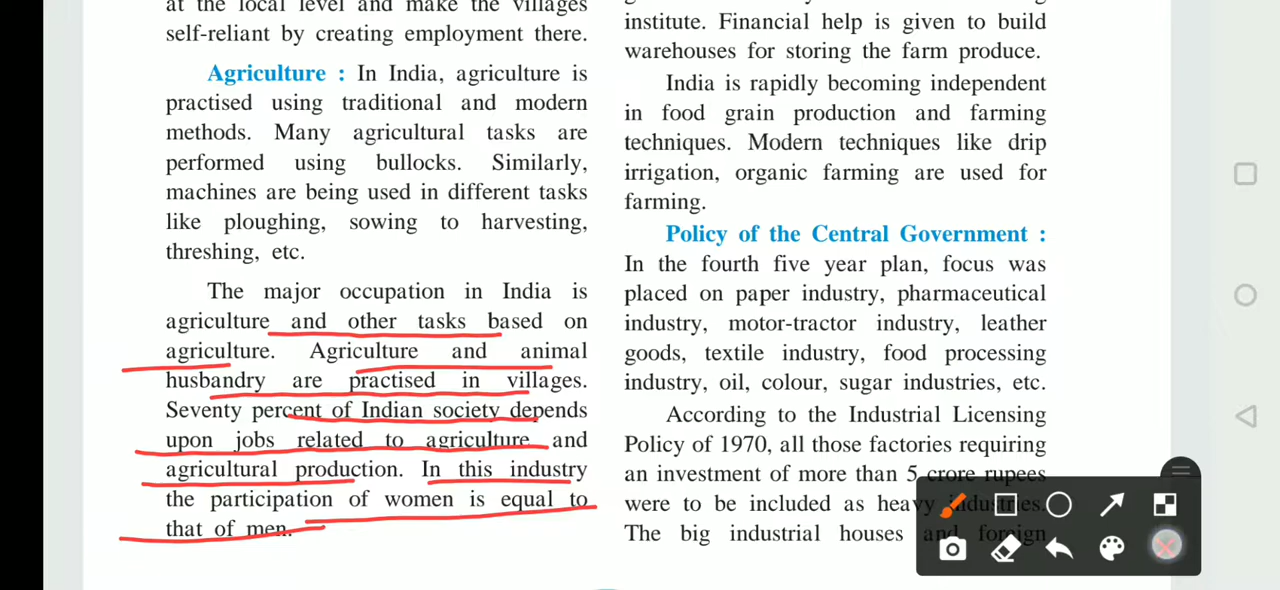 at the local level and make the villages
self-reliant by creating employment there.
Agriculture : In India, agriculture is
practised using traditional and modern
methods. Many agricultural tasks are
performed using bullocks. Similarly,
machines are being used in different tasks
like ploughing, sowing to harvesting,
threshing, etc.
The major occupation in India is
agriculture and other tasks based on
agriculture. Agriculture and animal
husbandry are practised in villages.
Seventy percent of Indian society depends
upon jobs related to agriculture and
agricultural production. In this industry
the participation of women is equal to
that of men.
institute. Financial help is given to build
warehouses for storing the farm produce.
India is rapidly becoming independent
in food grain production and farming
techniques. Modern techniques like drip
irrigation, organic farming are used for
farming.
Policy of the Central Government :
In the fourth five year plan, focus was
placed on paper industry, pharmaceutical
industry, motor-tractor industry, leather
goods, textile industry, food processing
industry, oil, colour, sugar industries, etc.
According to the Industrial Licensing
Policy of 1970, all those factories requiring
an investment of more than 5 crore rupees
were to be included as heavy industries.
The big industrial houses and foreign